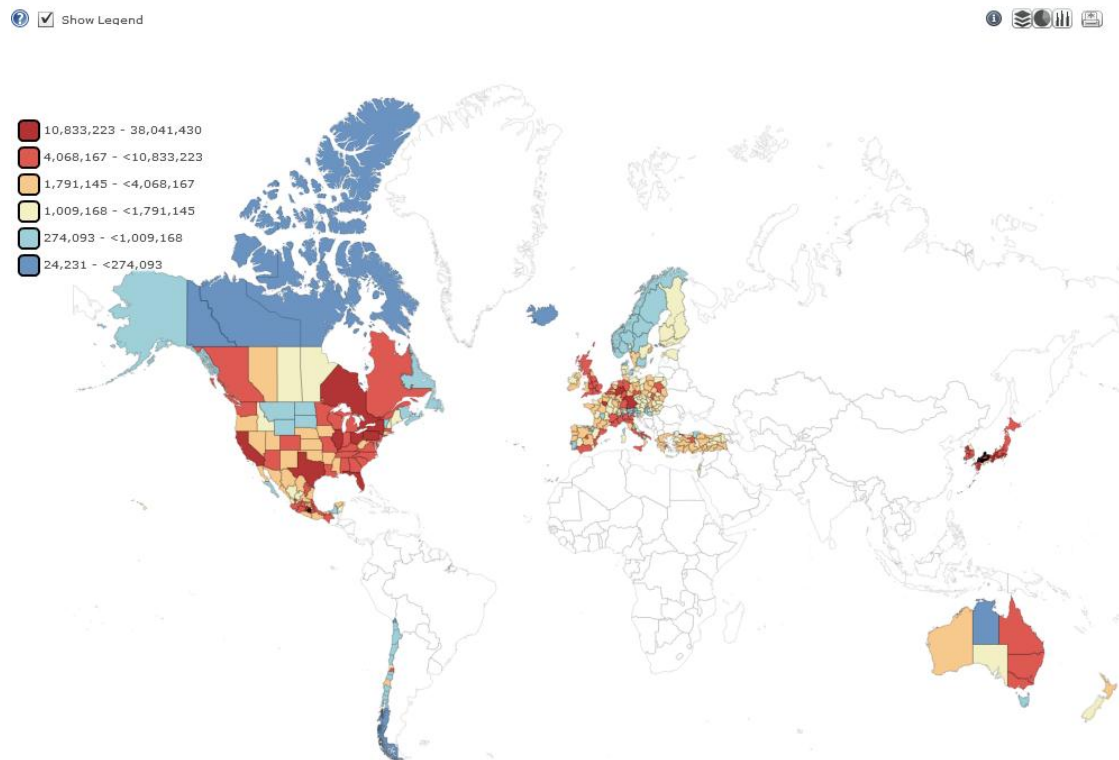 Show Legend
10,833,223 - 38,041,430
4,068,167 - <10,833,223
1,791,145 - <4,068,167
1,009,168 - <1,791,145
274,093 - <1,009,168
24,231 - <274,093